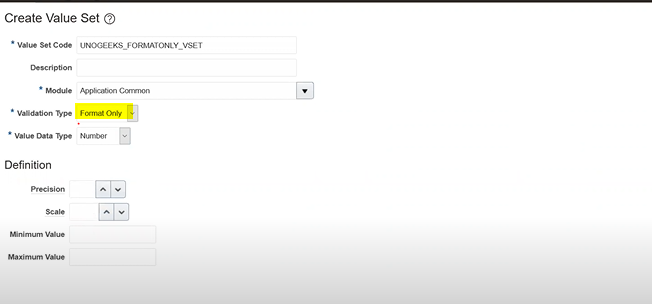 Create Value Set ?
* Value Set Code UNOGEEKS_FORMATONLY_VSET
Description
* Module Application Common
* Validation Type Format Only
* Value Data Type Number
Definition
Precision
Scale
Minimum Value
Maximum Value